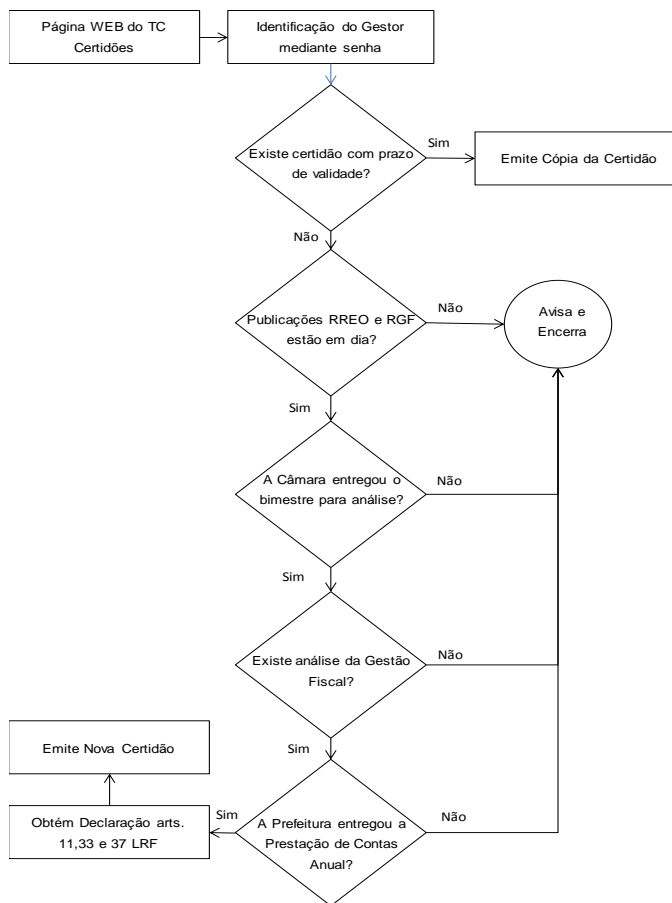 Página WEB do TC
Certidões
Identificação do Gestor
mediante senha
Existe certidão com prazo
de validade?
Sim
Emite Cópia da Certidão
Não
Publicações RREO e RGF
estão em dia?
Não
Avisa e
Encerra
Sim
A Câmara entregou o
bimestre para análise?
Não
Sim
Existe análise da Gestão
Fiscal?
Não
Sim
Emite Nova Certidão
A Prefeitura entregou a
Prestação de Contas
Anual?
Não
Sim
Obtém Declaração arts.
11,33 e 37 LRF